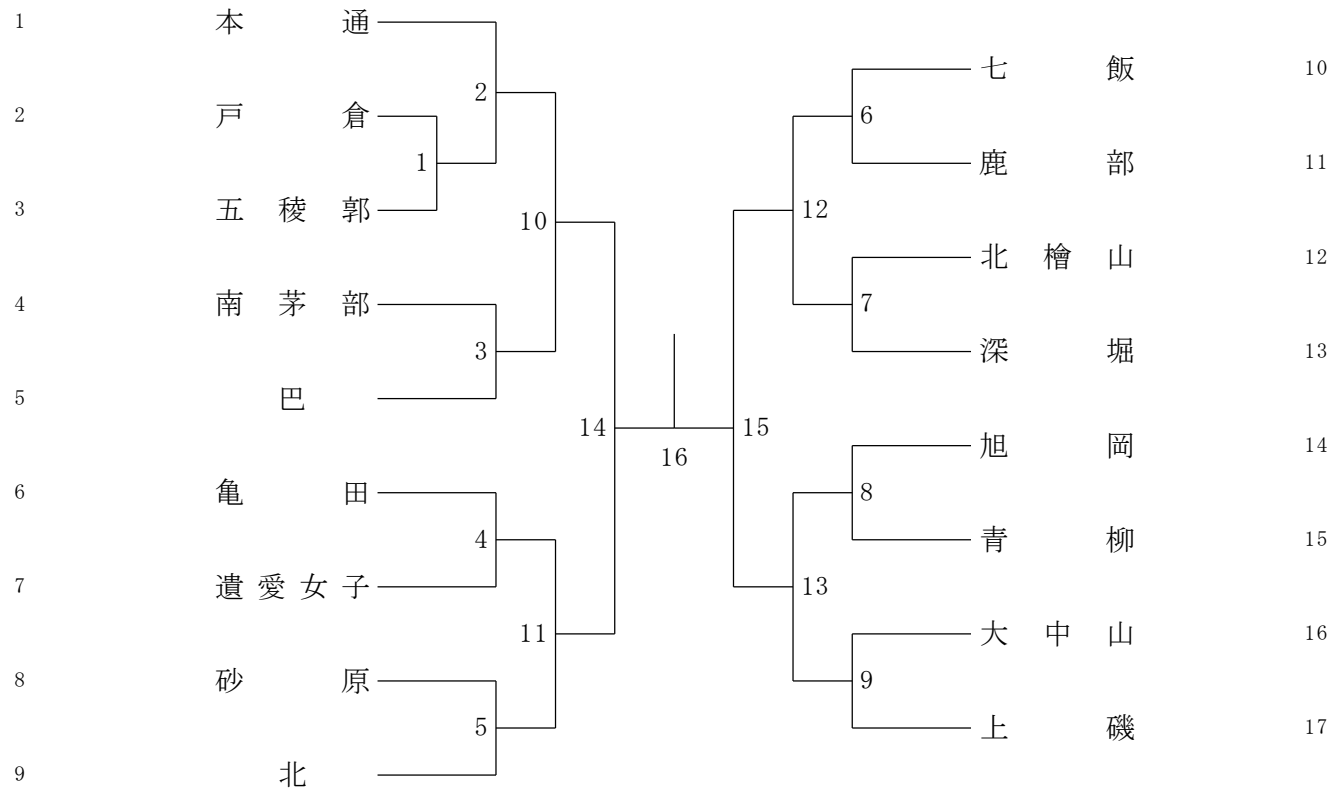 1 本通
2 戸倉
3 五稜郭
4 南茅部
5 巴
6 亀田
7 遺愛女子
8 砂原
9 北
2
1
10
3
14
4
11
5
16
七飯 10
鹿部 11
北檜山 12
深堀 13
旭岡 14
青柳 15
大中山 16
上磯 17
6
12
7
15
8
13
9